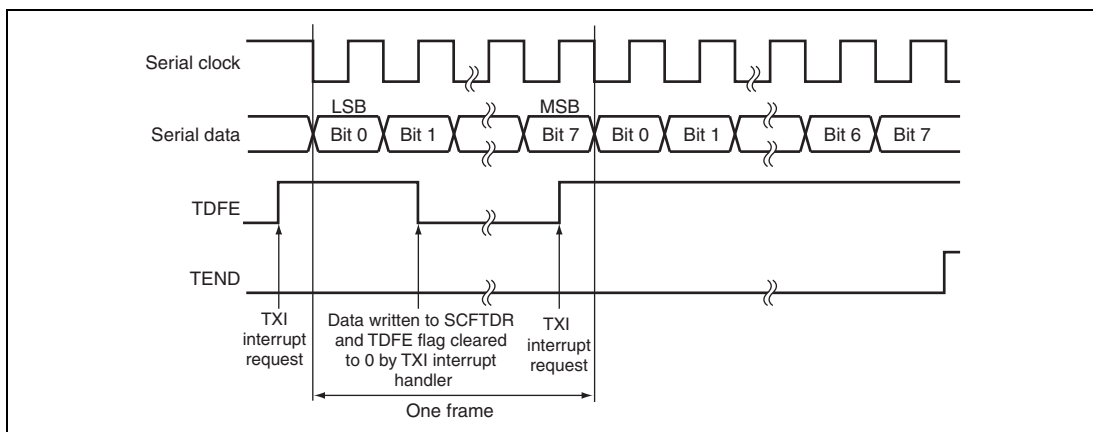 Serial clock
LSB
MSB
Serial data
Bit 0
Bit 1
Bit 7
Bit 0
Bit 1
Bit 6
Bit 7
TDFE
TEND
TXI
interrupt
request
Data written to SCFTDR
and TDFE flag cleared
to 0 by TXI interrupt
handler
TXI
interrupt
request
One frame